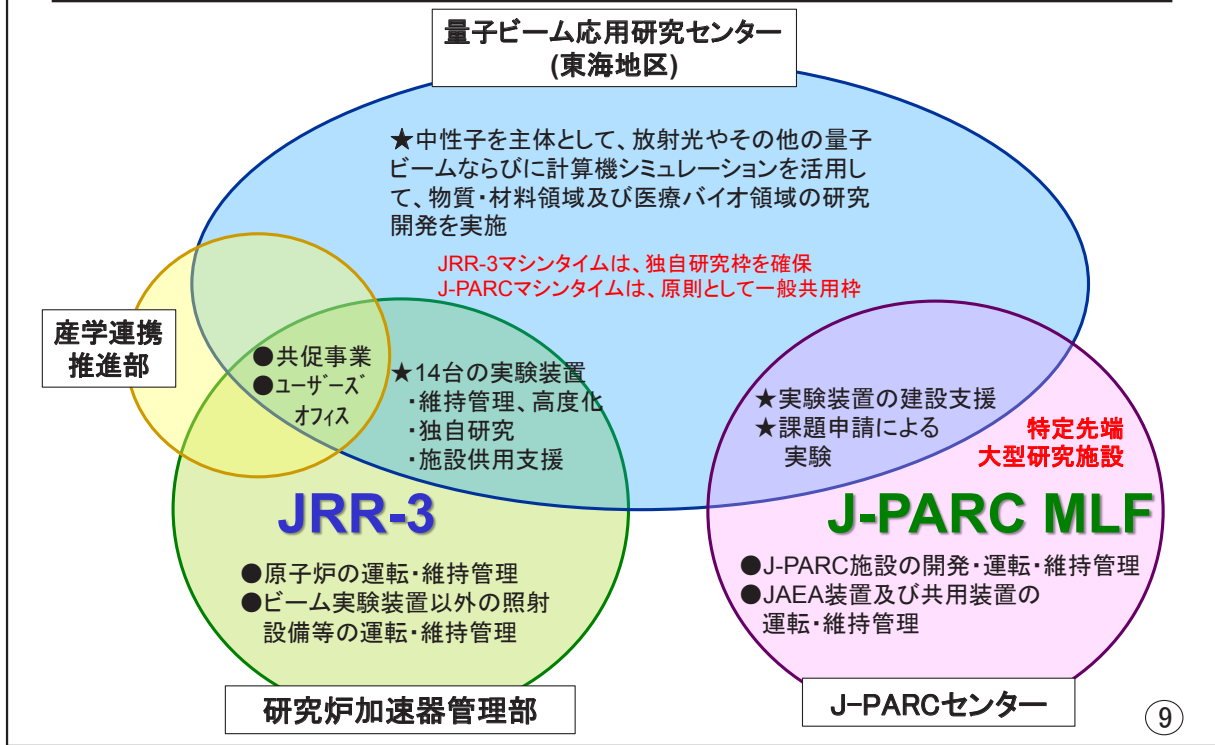 量子ビーム応用研究センター
(東海地区)
★中性子を主体として、放射光やその他の量子
ビームならびに計算機シミュレーションを活用し
て、物質・材料領域及び医療バイオ領域の研究
開発を実施
JRR-3マシンタイムは、独自研究枠を確保
J-PARCマシンタイムは、原則として一般共用枠
産学連携
推進部
●共促事業
●ユーザーズ
オフィス
★14台の実験装置
・維持管理、高度化
・独自研究
・施設供用支援
★実験装置の建設支援
★課題申請による
実験
特定先端
大型研究施設
JRR-3
J-PARC MLF
●原子炉の運転・維持管理
●ビーム実験装置以外の照射
設備等の運転・維持管理
●J-PARC施設の開発・運転・維持管理
●JAEA装置及び共用装置の
運転・維持管理
研究炉加速器管理部
J-PARCセンター
⑨